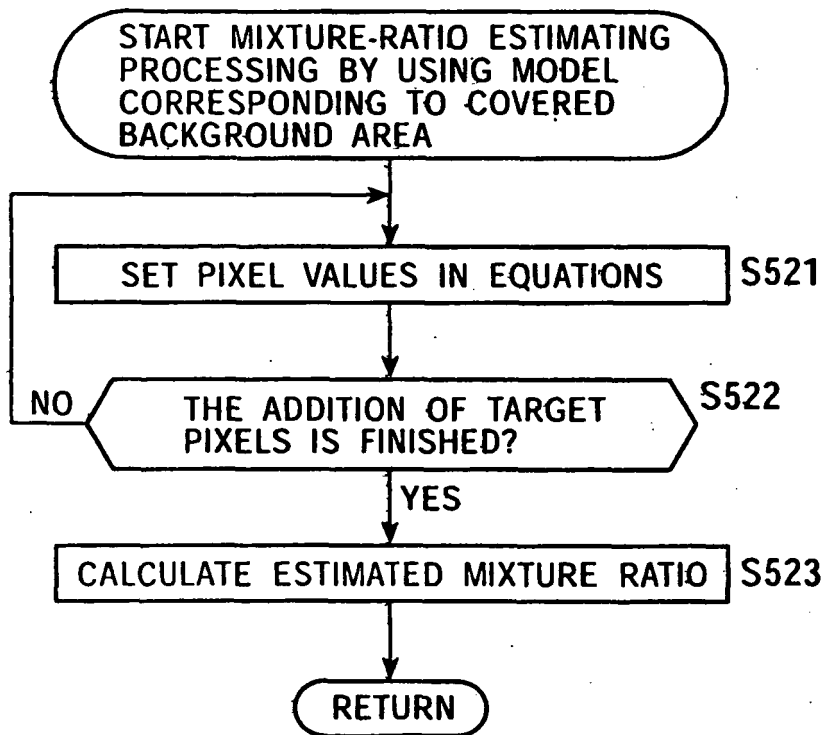 START MIXTURE-RATIO ESTIMATING
PROCESSING BY USING MODEL
CORRESPONDING TO COVERED
BACKGROUND AREA
SET PIXEL VALUES IN EQUATIONS
S521
THE ADDITION OF TARGET
PIXELS IS FINISHED?
S522
NO
YES
CALCULATE ESTIMATED MIXTURE RATIO
S523
RETURN